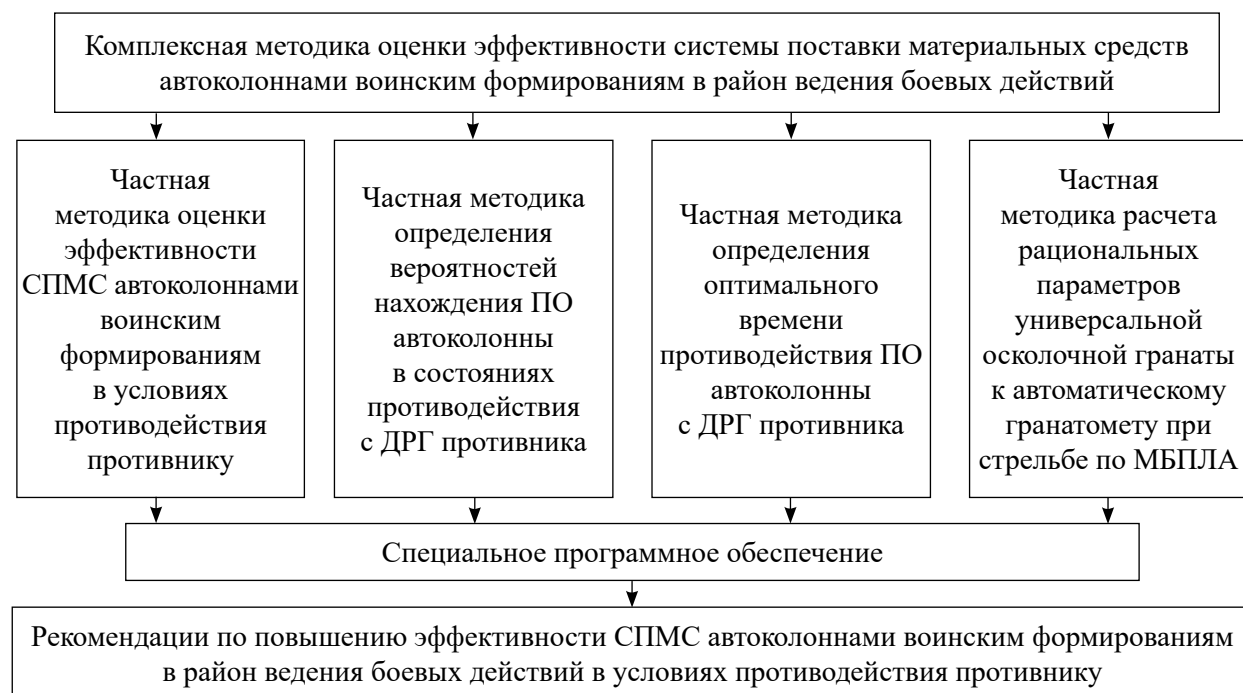 Комплексная методика оценки эффективности системы поставки материальных средств
автоколоннами воинским формированиям в район ведения боевых действий
Частная
методика оценки
эффективности
СПМС автоколоннами
воинским
формированиям
в условиях
противодействия
противнику
Частная методика
определения
вероятностей
нахождения ПО
автоколонны
в состояниях
противодействия
с ДРГ противника
Частная методика
определения
оптимального
времени
противодействия ПО
автоколонны
с ДРГ противника
Частная
методика расчета
рациональных
параметров
универсальной
осколочной гранаты
к автоматическому
гранатомету при
стрельбе по МБПЛА
Специальное программное обеспечение
Рекомендации по повышению эффективности СПМС автоколоннами воинским формированиям
в район ведения боевых действий в условиях противодействия противнику